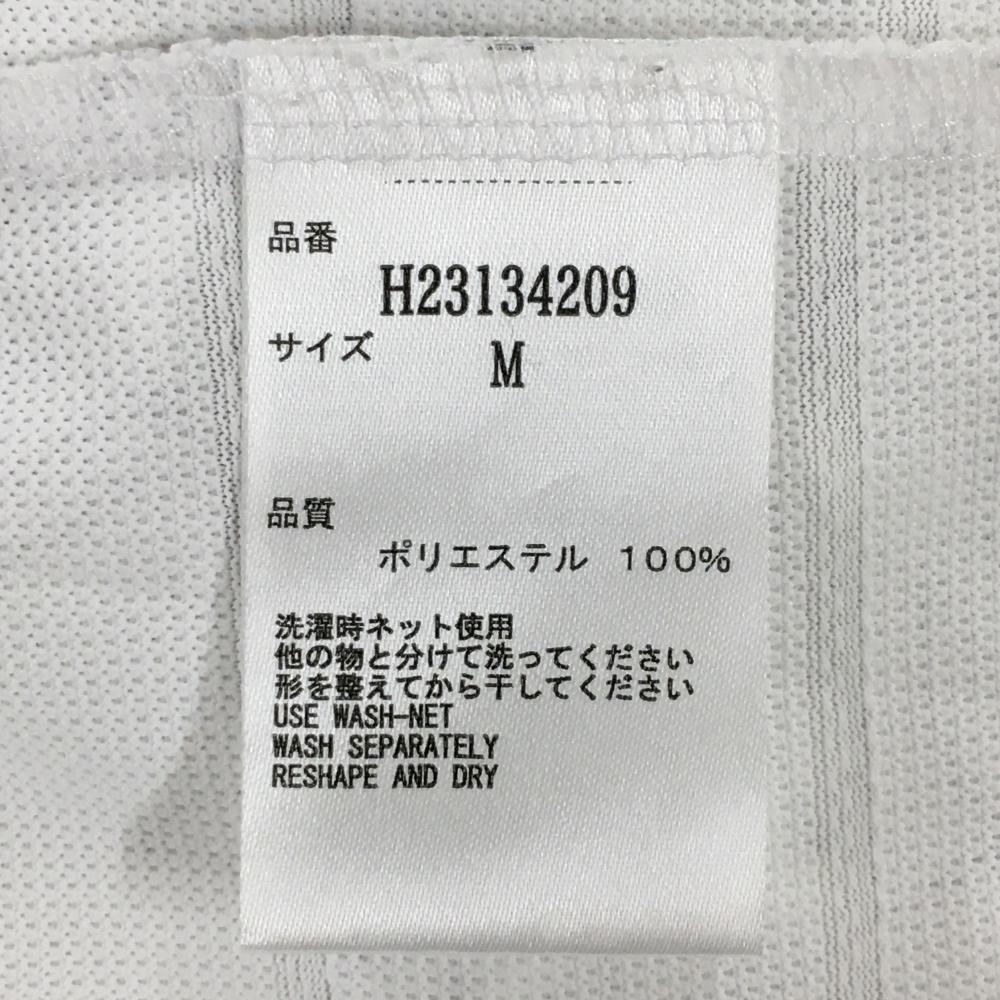 品番
H23134209
サイズ M
品質
ポリエステル 100%
洗濯時ネット使用
他の物と分けて洗ってください
形を整えてから干してください
USE WASH-NET
WASH SEPARATELY
RESHAPE AND DRY